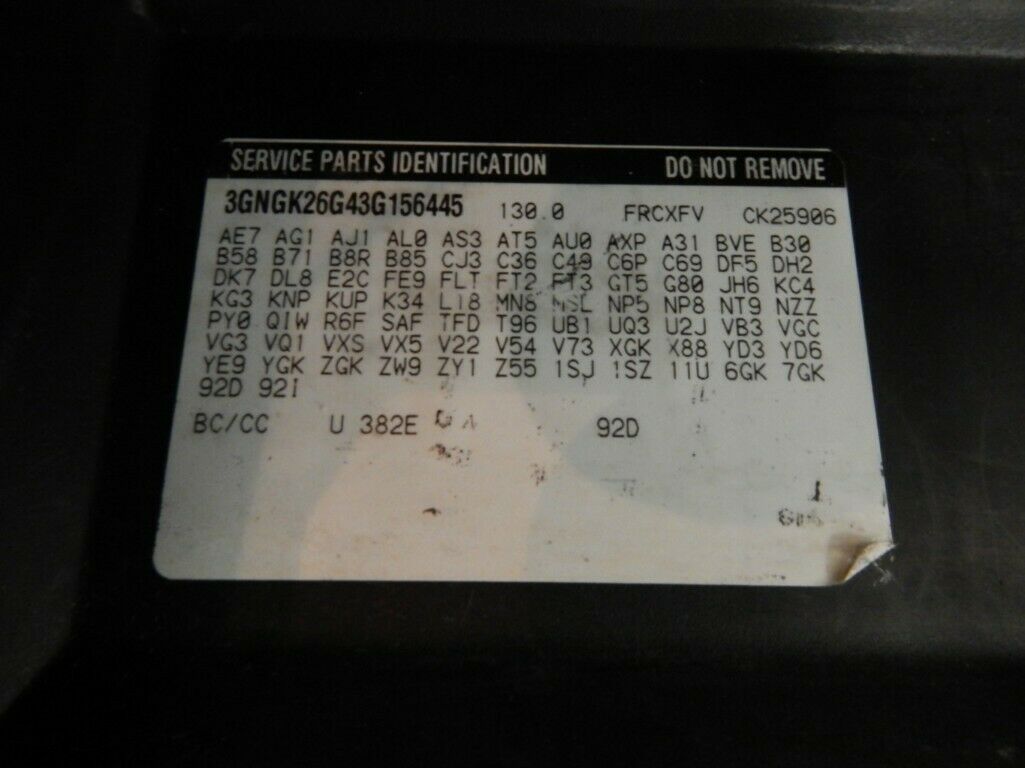 SERVICE PARTS IDENTIFICATION DO NOT REMOVE
3GNGK26G43G156445 130.0 FRCXFV CK25906
AE7 AG1 AJ1 AL0 AS3 AT5 AU0 AXP A31 BVE B30
B58 B71 B8R B85 CJ3 C36 C49 C6P C69 DF5 DH2
DK7 DL8 E2C FE9 FLT FT2 FT3 GT5 G80 JH6 KC4
KG3 KNP KUP K34 L18 MN8 MSL NP5 NP8 NT9 NZZ
PY0 QIW R6F SAF TFD T96 UB1 UQ3 U2J VB3 VGC
VG3 VQ1 VXS VX5 V22 V54 V73 XGK X88 YD3 YD6
YE9 YGK ZGK ZW9 ZY1 Z55 1SJ 1SZ 11U 6GK 7GK
92D 92I
BC/CC U 382E 92D